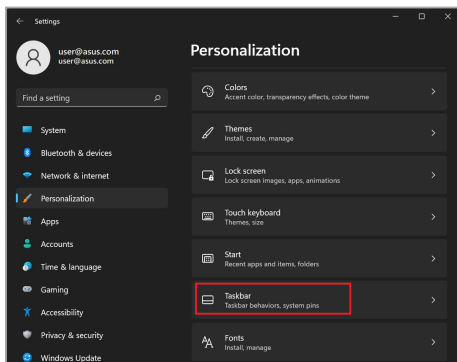 Settings
user@asus.com
user@asus.com
Find a setting
System
Bluetooth & devices
Network & internet
Personalization
Apps
Accounts
Time & language
Gaming
Accessibility
Privacy & security
Windows Update
Personalization
Colors
Accent color, transparency effects, color theme
Themes
Install, create, manage
Lock screen
Lock screen images, apps, animations
Touch keyboard
Themes, size
Start
Recent apps and items, folders
Taskbar
Taskbar behaviors, system pins
Fonts
Install, manage